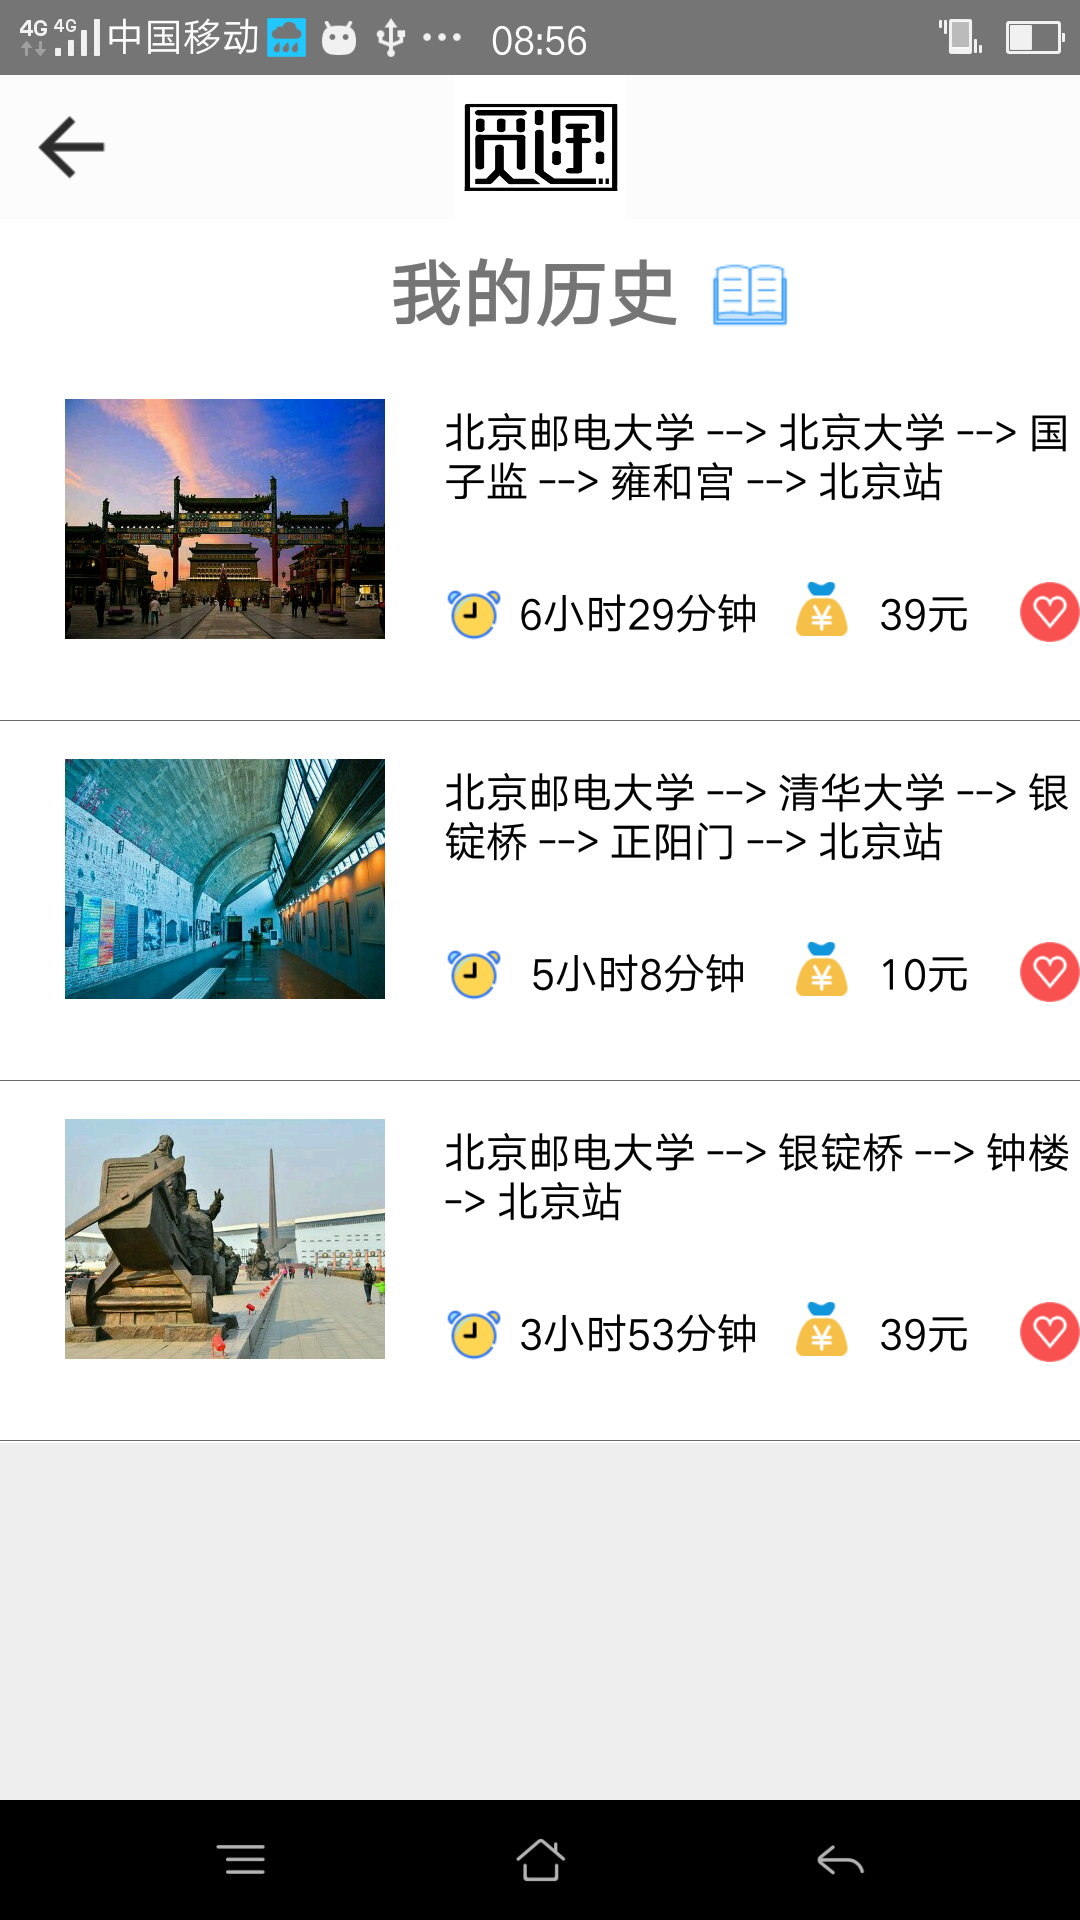 4G 4G 中国移动 08:56
觅途
我的历史
北京邮电大学 --> 北京大学 --> 国
子监 --> 雍和宫 --> 北京站
6小时29分钟 ¥ 39元
北京邮电大学 --> 清华大学 --> 银
锭桥 --> 正阳门 --> 北京站
5小时8分钟 ¥ 10元
北京邮电大学 --> 银锭桥 --> 钟楼
-> 北京站
3小时53分钟 ¥ 39元